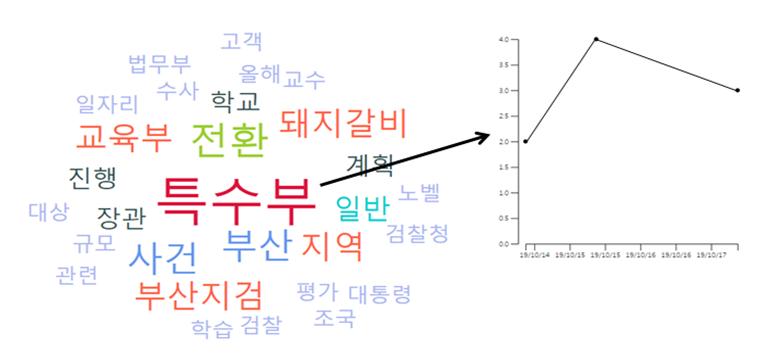 고객
법무부
올해 교수
일자리 수사 학교
교육부 전환 돼지갈비
진행 계획
특수부
대상 장관 일반 노벨
규모 사건 부산 지역 검찰청
관련
부산지검 평가 대통령
학습 검찰 조국
4.0
3.5
3.0
2.5
2.0
1.5
1.0
0.5
0.0
19/10/14 19/10/15 19/10/15 19/10/16 19/10/16 19/10/17